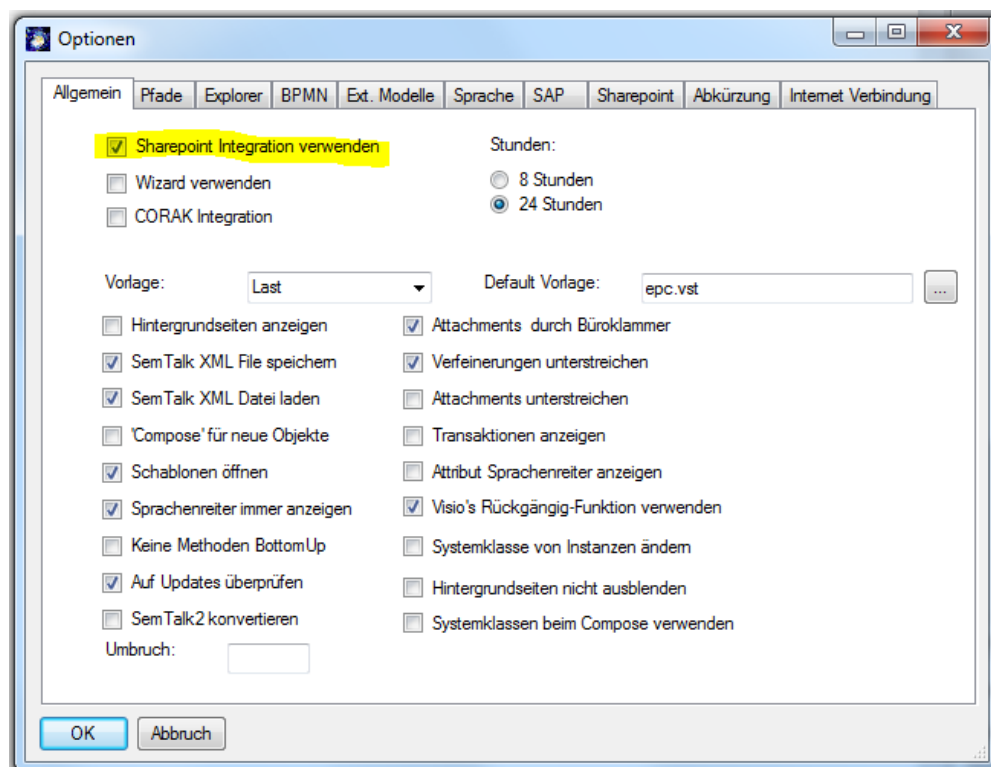 Optionen
Allgemein Pfade Explorer BPMN Ext. Modelle Sprache SAP Sharepoint Abkürzung Internet Verbindung
Sharepoint Integration verwenden
Stunden:
Wizard verwenden
8 Stunden
CORAK Integration
24 Stunden
Vorlage: Last
Default Vorlage: epc.vst ...
Hintergrundseiten anzeigen
Attachments durch Büroklammer
SemTalk XML File speichern
Verfeinerungen unterstreichen
SemTalk XML Datei laden
Attachments unterstreichen
'Compose' für neue Objekte
Transaktionen anzeigen
Schablonen öffnen
Attribut Sprachenreiter anzeigen
Sprachenreiter immer anzeigen
Visio's Rückgängig-Funktion verwenden
Keine Methoden BottomUp
Systemklasse von Instanzen ändern
Auf Updates überprüfen
Hintergrundseiten nicht ausblenden
SemTalk2 konvertieren
Systemklassen beim Compose verwenden
Umbruch:
OK Abbruch